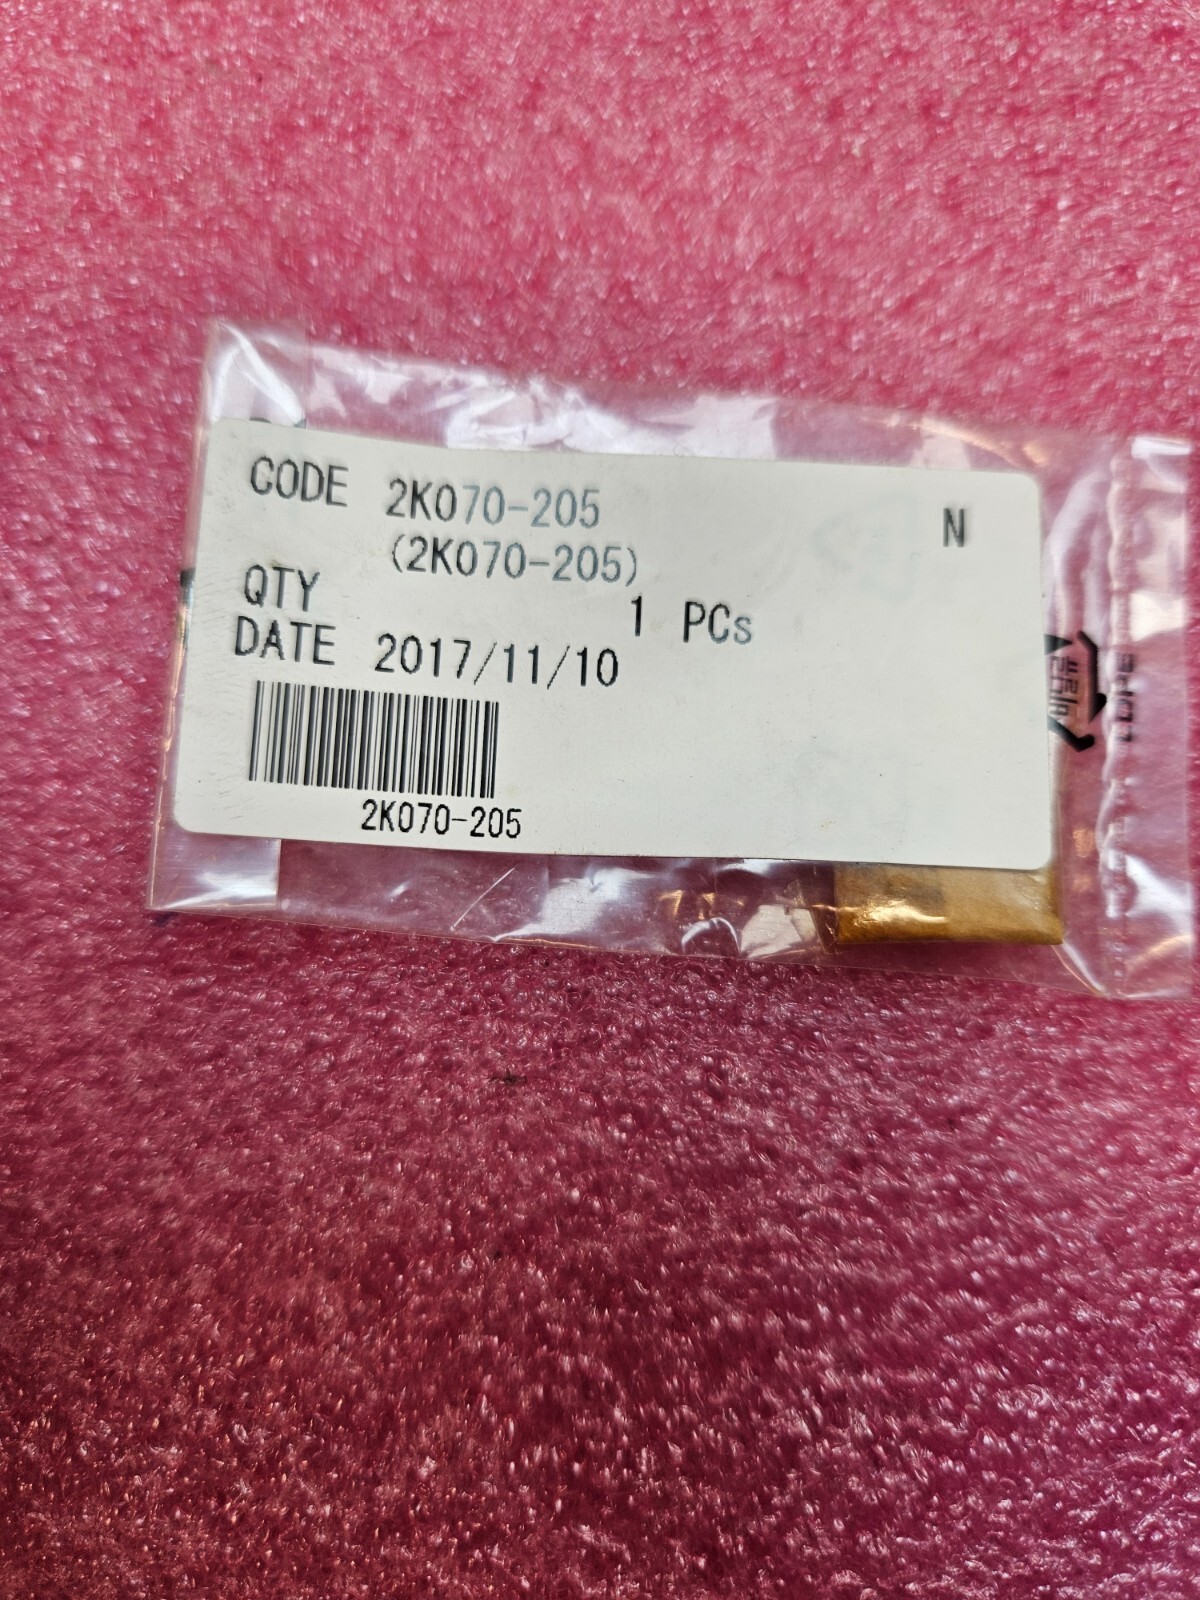 CODE 2K070-205 N
(2K070-205)
QTY 1 PCs
DATE 2017/11/10
2K070-205